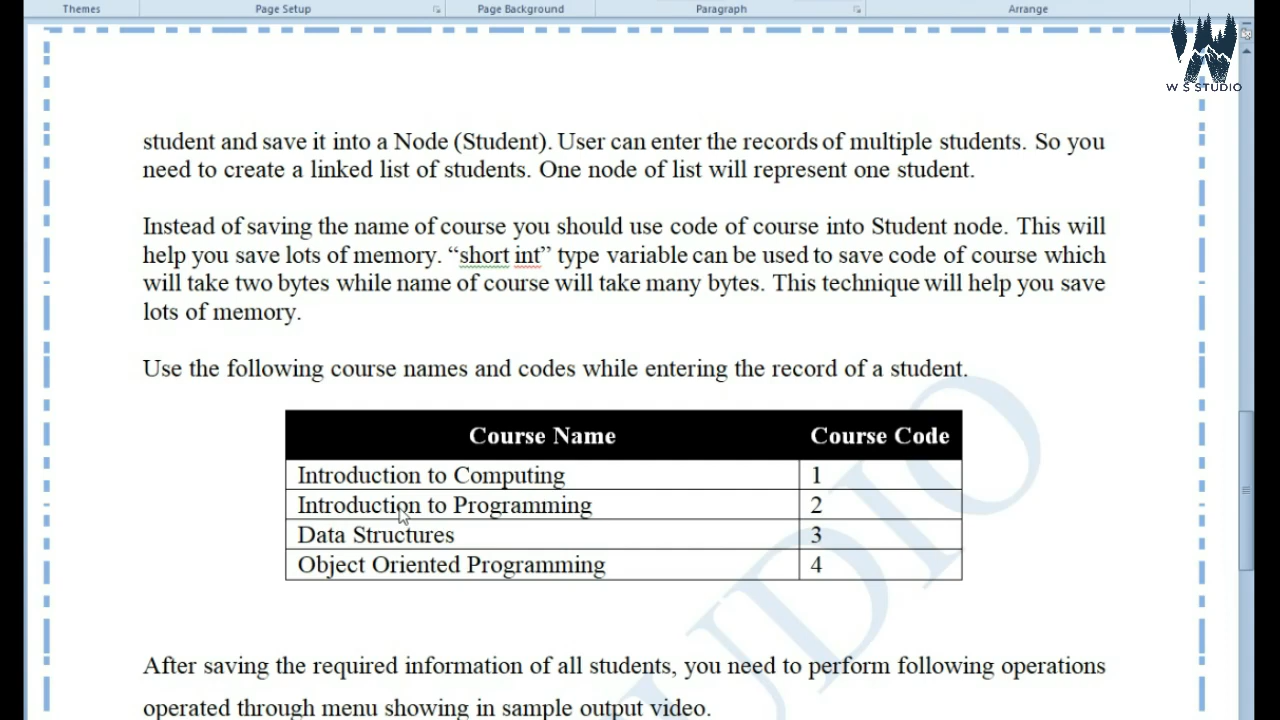 Themes Page Setup Page Background Paragraph Arrange
W S STUDIO
student and save it into a Node (Student). User can enter the records of multiple students. So you
need to create a linked list of students. One node of list will represent one student.
Instead of saving the name of course you should use code of course into Student node. This will
help you save lots of memory. “short int” type variable can be used to save code of course which
will take two bytes while name of course will take many bytes. This technique will help you save
lots of memory.
Use the following course names and codes while entering the record of a student.
Course Name Course Code
Introduction to Computing 1
Introduction to Programming 2
Data Structures 3
Object Oriented Programming 4
UDIO
After saving the required information of all students, you need to perform following operations
operated through menu showing in sample output video.